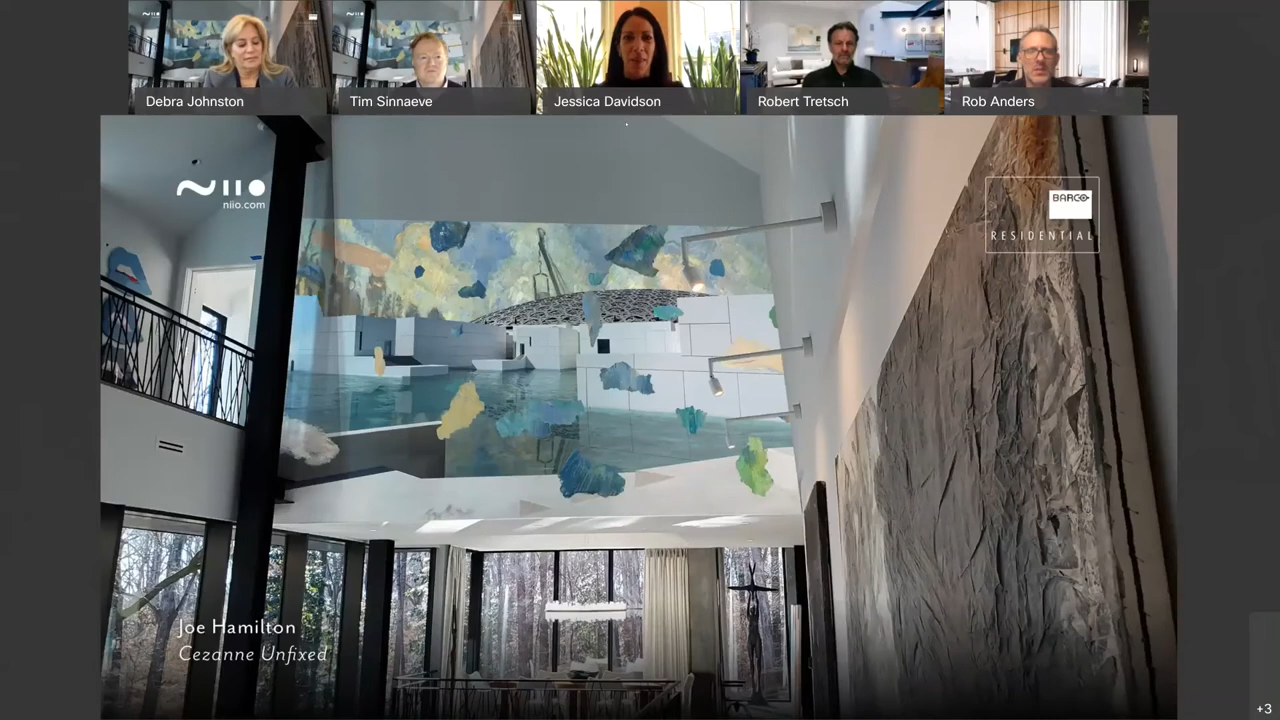 Debra Johnston
Tim Sinnaeve
Jessica Davidson
Robert Tretsch
Rob Anders
niio
niio.com
BARCO
RESIDENTIAL
Joe Hamilton
Cezanne Unfixed
+3